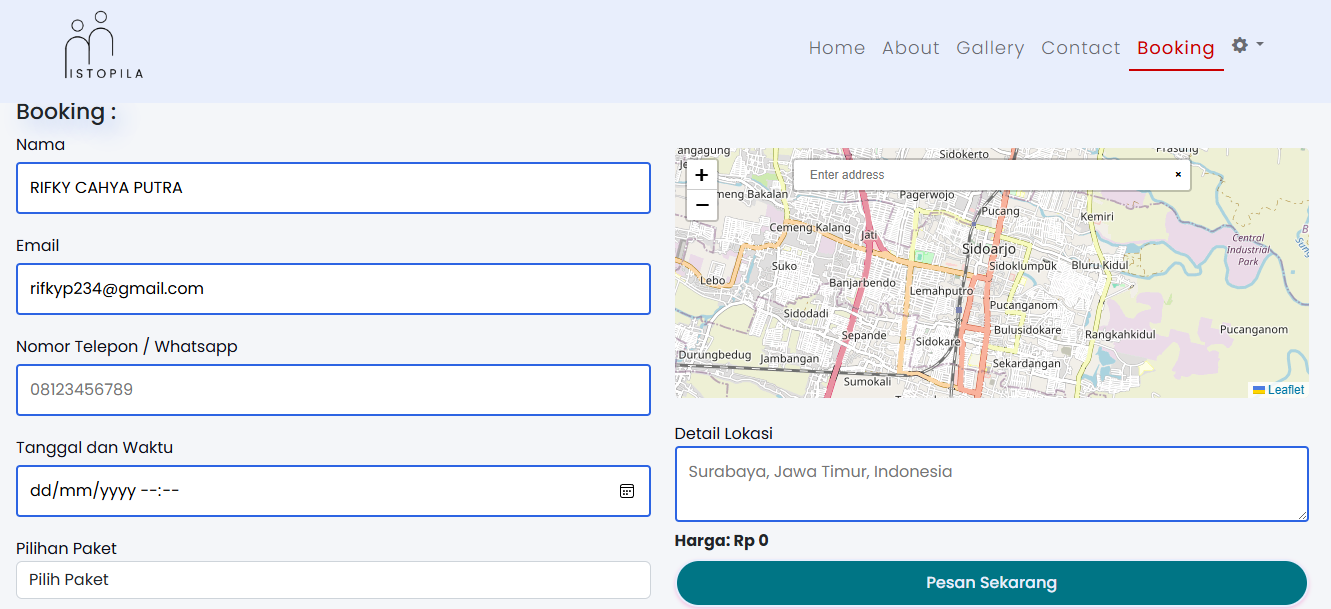 ISTOPILA
Home About Gallery Contact Booking
Booking :
Nama
RIFKY CAHYA PUTRA
Email
rifkyp234@gmail.com
Nomor Telepon / Whatsapp
08123456789
Tanggal dan Waktu
dd/mm/yyyy --:--
Pilihan Paket
Pilih Paket
angagung
Sidokerto
+
Enter address ×
−
meng Bakalan
Pagerwojo
Pucang
Kemiri
Cemeng Kalang
Jati
Sidoarjo
Central
Industrial
Park
Suko
Sidoklumpuk
Bluru Kidul
Lebo
Banjarbendo
Lemahputro
Pucanganom
Sidodadi
Sepande
Bulusidokare
Sidokare
Rangkahkidul
Pucanganom
Durungbedug
Jambangan
Sekardangan
Sumokali
Leaflet
Detail Lokasi
Surabaya, Jawa Timur, Indonesia
Harga: Rp 0
Pesan Sekarang